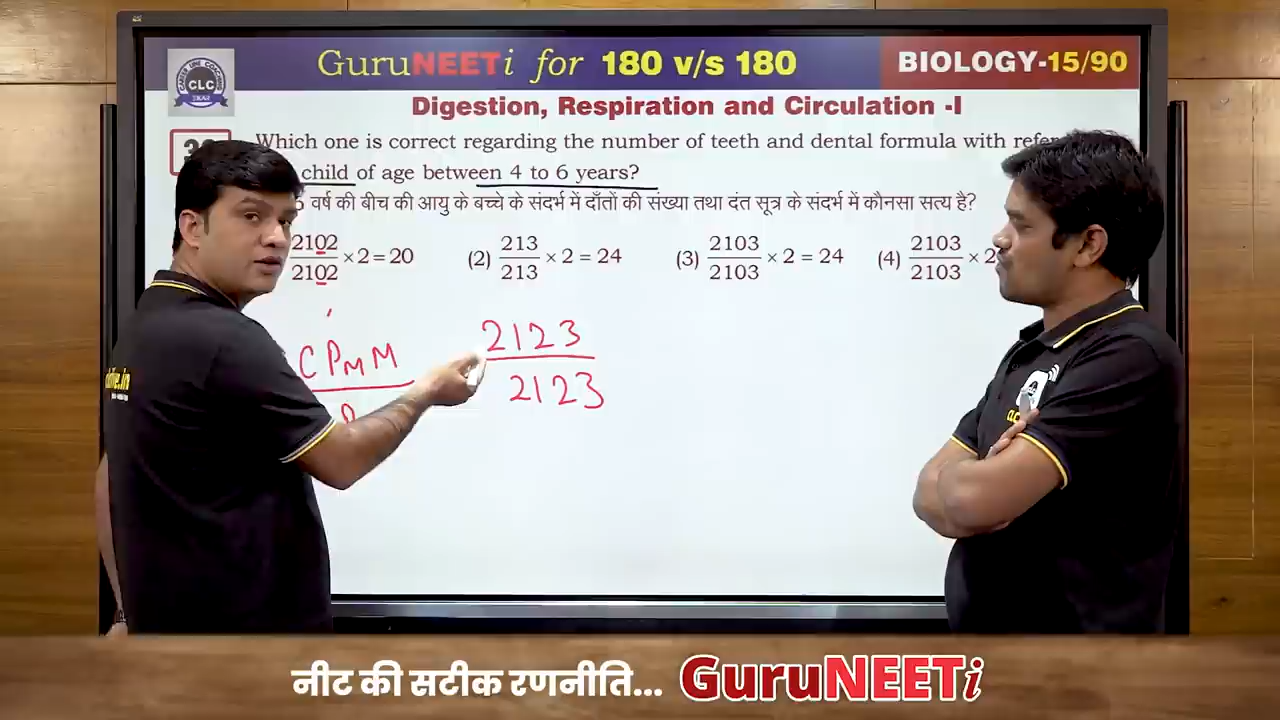 GuruNEETi for 180 v/s 180
BIOLOGY-15/90
CLC
Digestion, Respiration and Circulation -I
Which one is correct regarding the number of teeth and dental formula with
child of age between 4 to 6 years?
वर्ष की बीच की आयु के बच्चे के संदर्भ में दाँतों की संख्या तथा दंत सूत्र के संदर्भ में कौनसा सत्य है?
2102/2102 ×2=20 (2) 213/213 ×2=24 (3) 2103/2103 ×2=24 (4) 2103/2103 ×2
C PM M
2123
2123
नीट की सटीक रणनीति... GuruNEETi